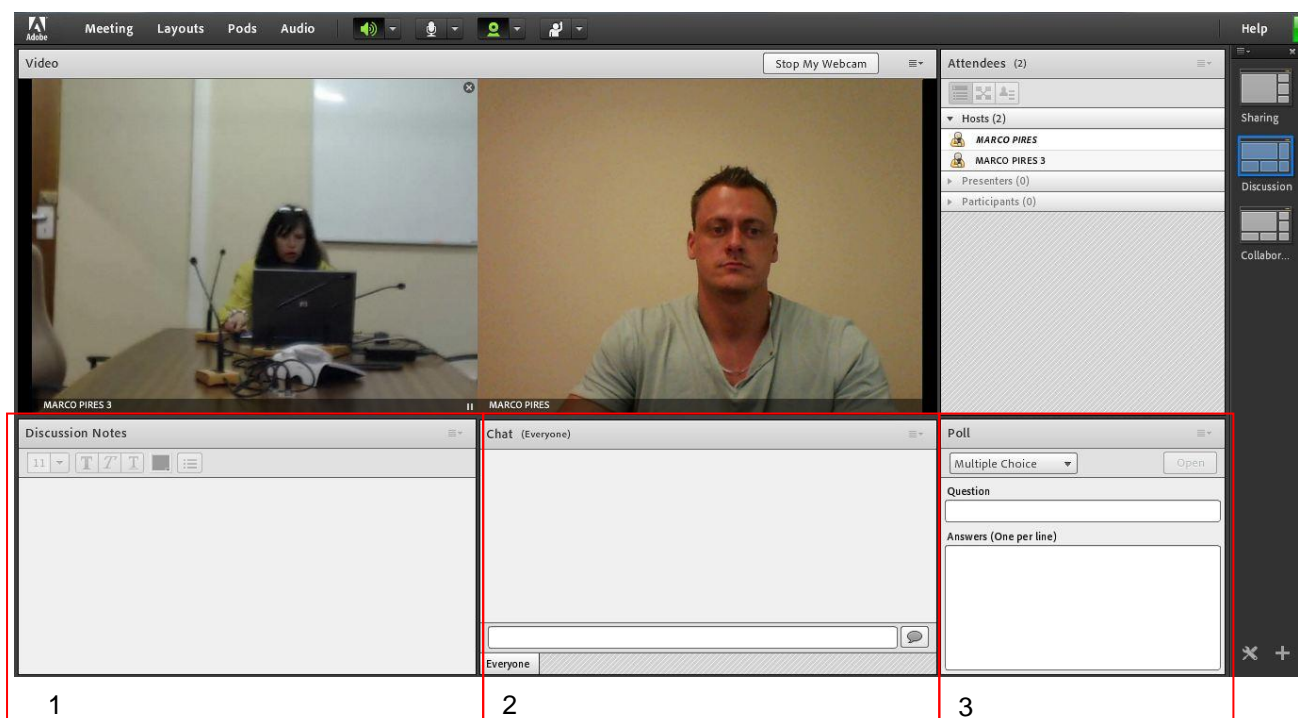 Adobe Meeting Layouts Pods Audio Help
Video Stop My Webcam
Attendees (2)
Hosts (2)
MARCO PIRES
MARCO PIRES 3
Presenters (0)
Participants (0)
Sharing
Discussion
Collabor...
MARCO PIRES 3
MARCO PIRES
Discussion Notes
11 T T T
Chat (Everyone)
Everyone
Poll
Multiple Choice Open
Question
Answers (One per line)
1 2 3